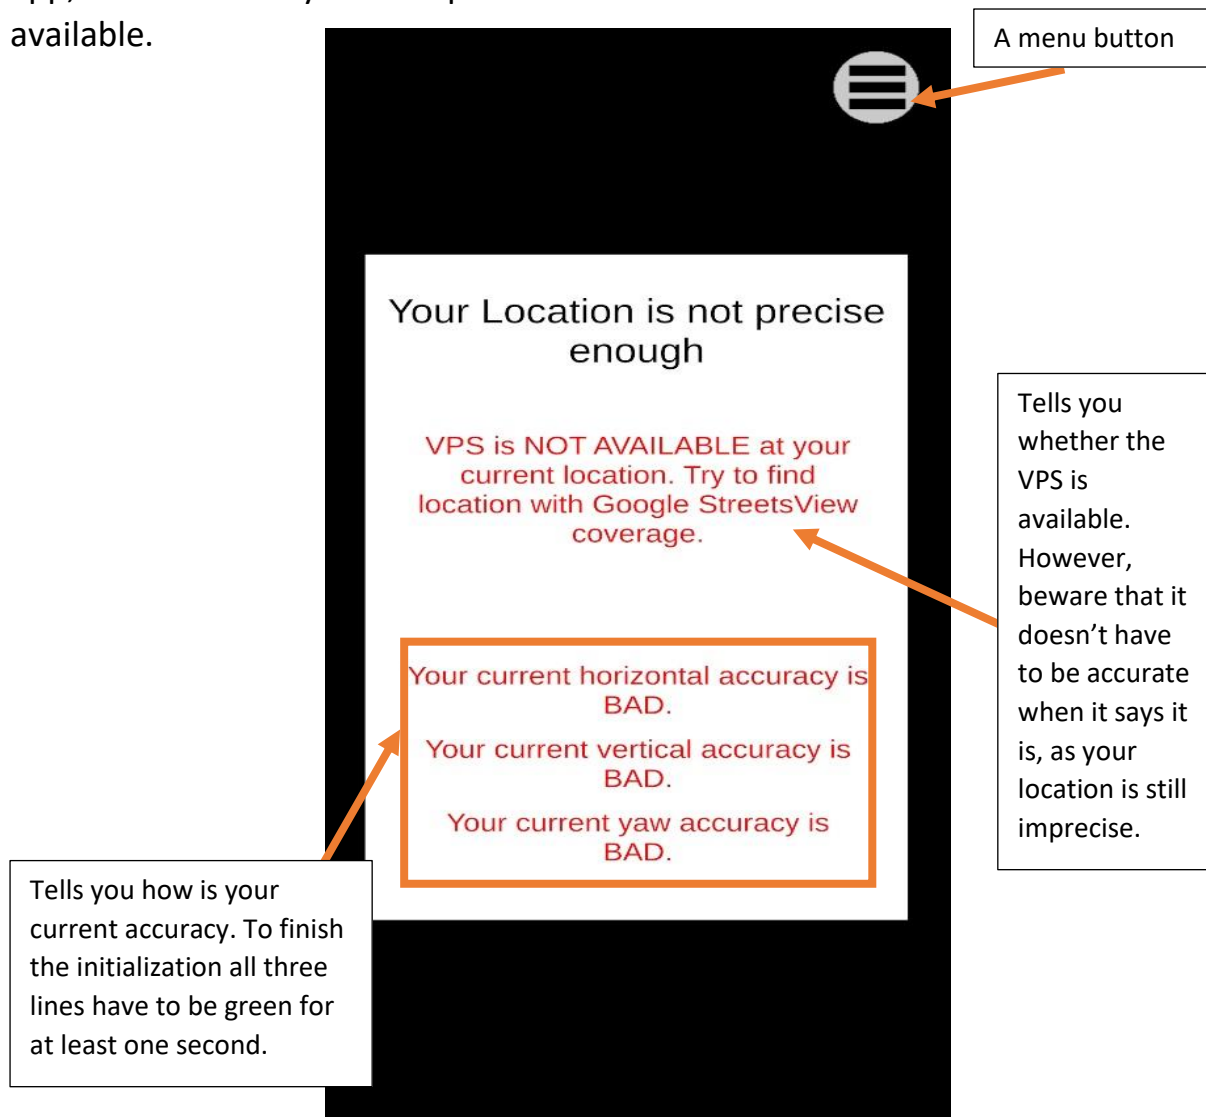 available.
A menu button
Your Location is not precise
enough
VPS is NOT AVAILABLE at your
current location. Try to find
location with Google StreetsView
coverage.
Your current horizontal accuracy is
BAD.
Your current vertical accuracy is
BAD.
Your current yaw accuracy is
BAD.
Tells you
whether the
VPS is
available.
However,
beware that it
doesn’t have
to be accurate
when it says it
is, as your
location is still
imprecise.
Tells you how is your
current accuracy. To finish
the initialization all three
lines have to be green for
at least one second.